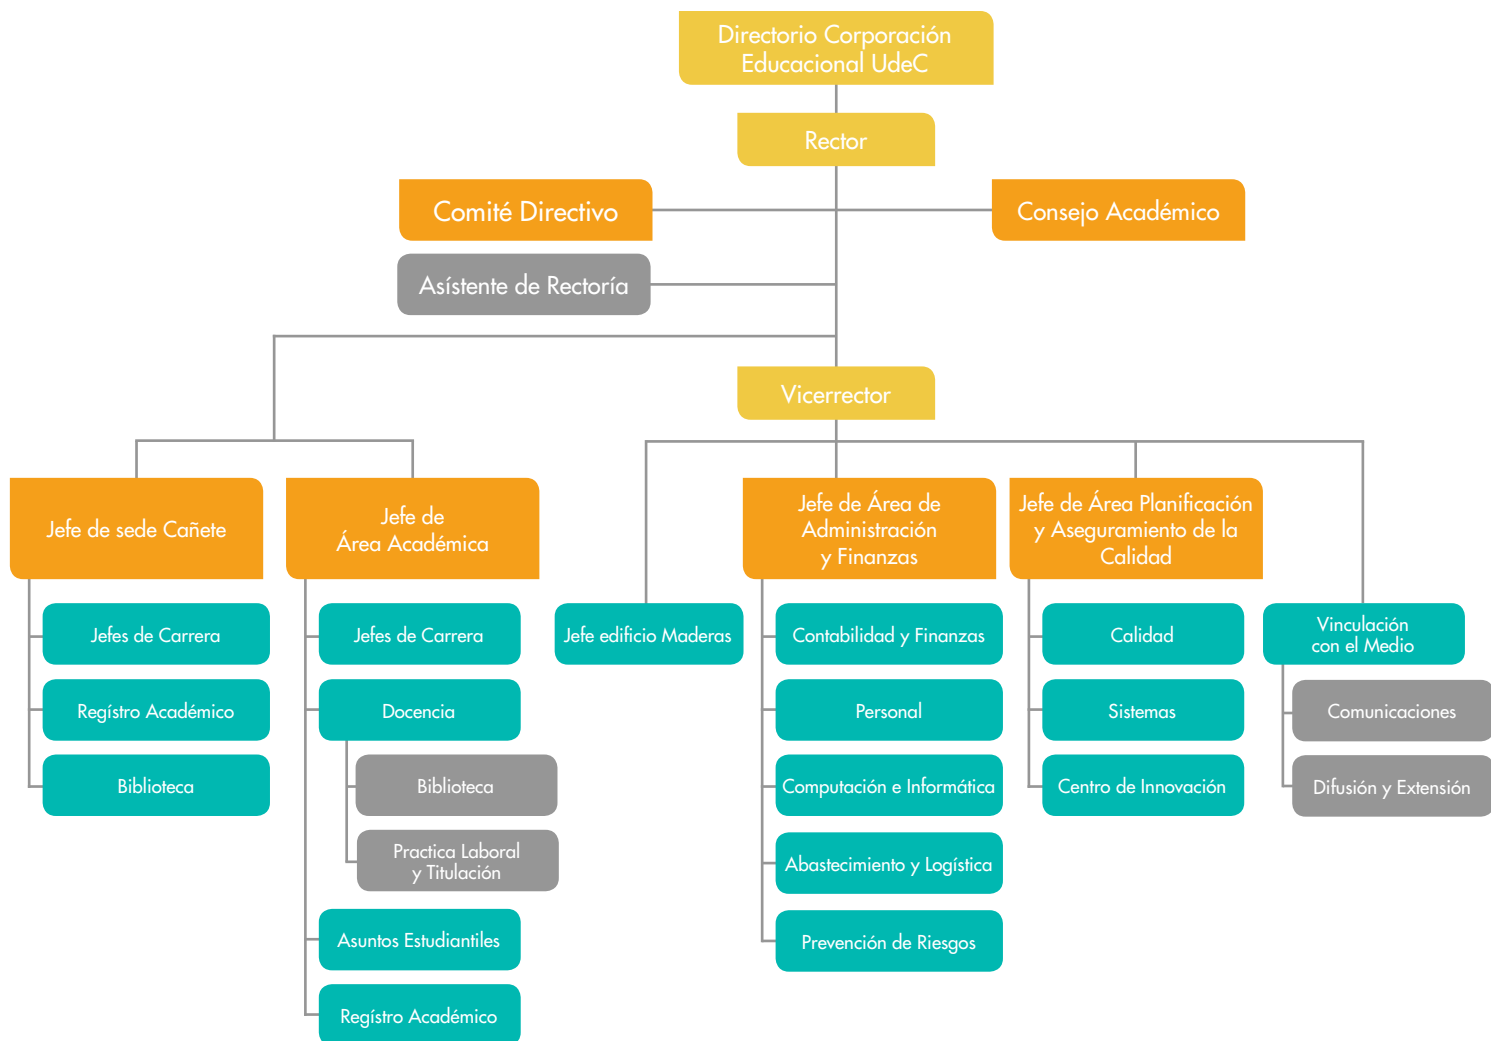 Directorio Corporación
Educacional UdeC
Rector
Comité Directivo
Consejo Académico
Asístente de Rectoría
Vicerrector
Jefe de sede Cañete
Jefe de
Área Académica
Jefe de Área de
Administración
y Finanzas
Jefe de Área Planificación
y Aseguramiento de la
Calidad
Jefes de Carrera
Regístro Académico
Biblioteca
Jefes de Carrera
Docencia
Biblioteca
Practica Laboral
y Titulación
Asuntos Estudiantiles
Regístro Académico
Jefe edificio Maderas
Contabilidad y Finanzas
Personal
Computación e Informática
Abastecimiento y Logística
Prevención de Riesgos
Calidad
Sistemas
Centro de Innovación
Vinculación
con el Medio
Comunicaciones
Difusión y Extensión